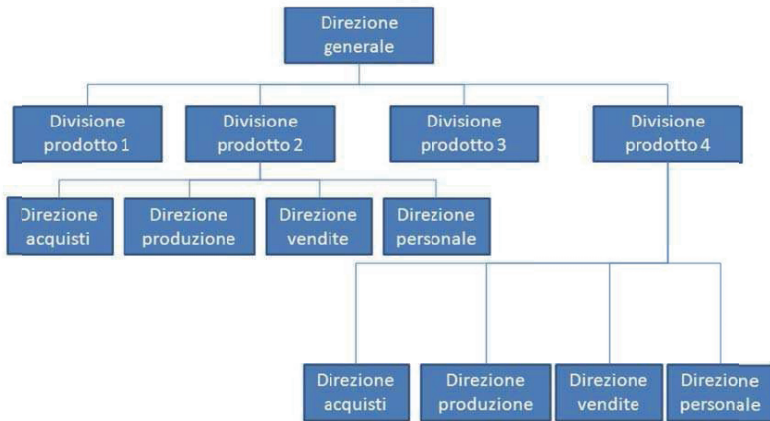 Direzione
generale
Divisione
prodotto 1
Divisione
prodotto 2
Divisione
prodotto 3
Divisione
prodotto 4
Direzione
acquisti
Direzione
produzione
Direzione
vendite
Direzione
personale
Direzione
acquisti
Direzione
produzione
Direzione
vendite
Direzione
personale